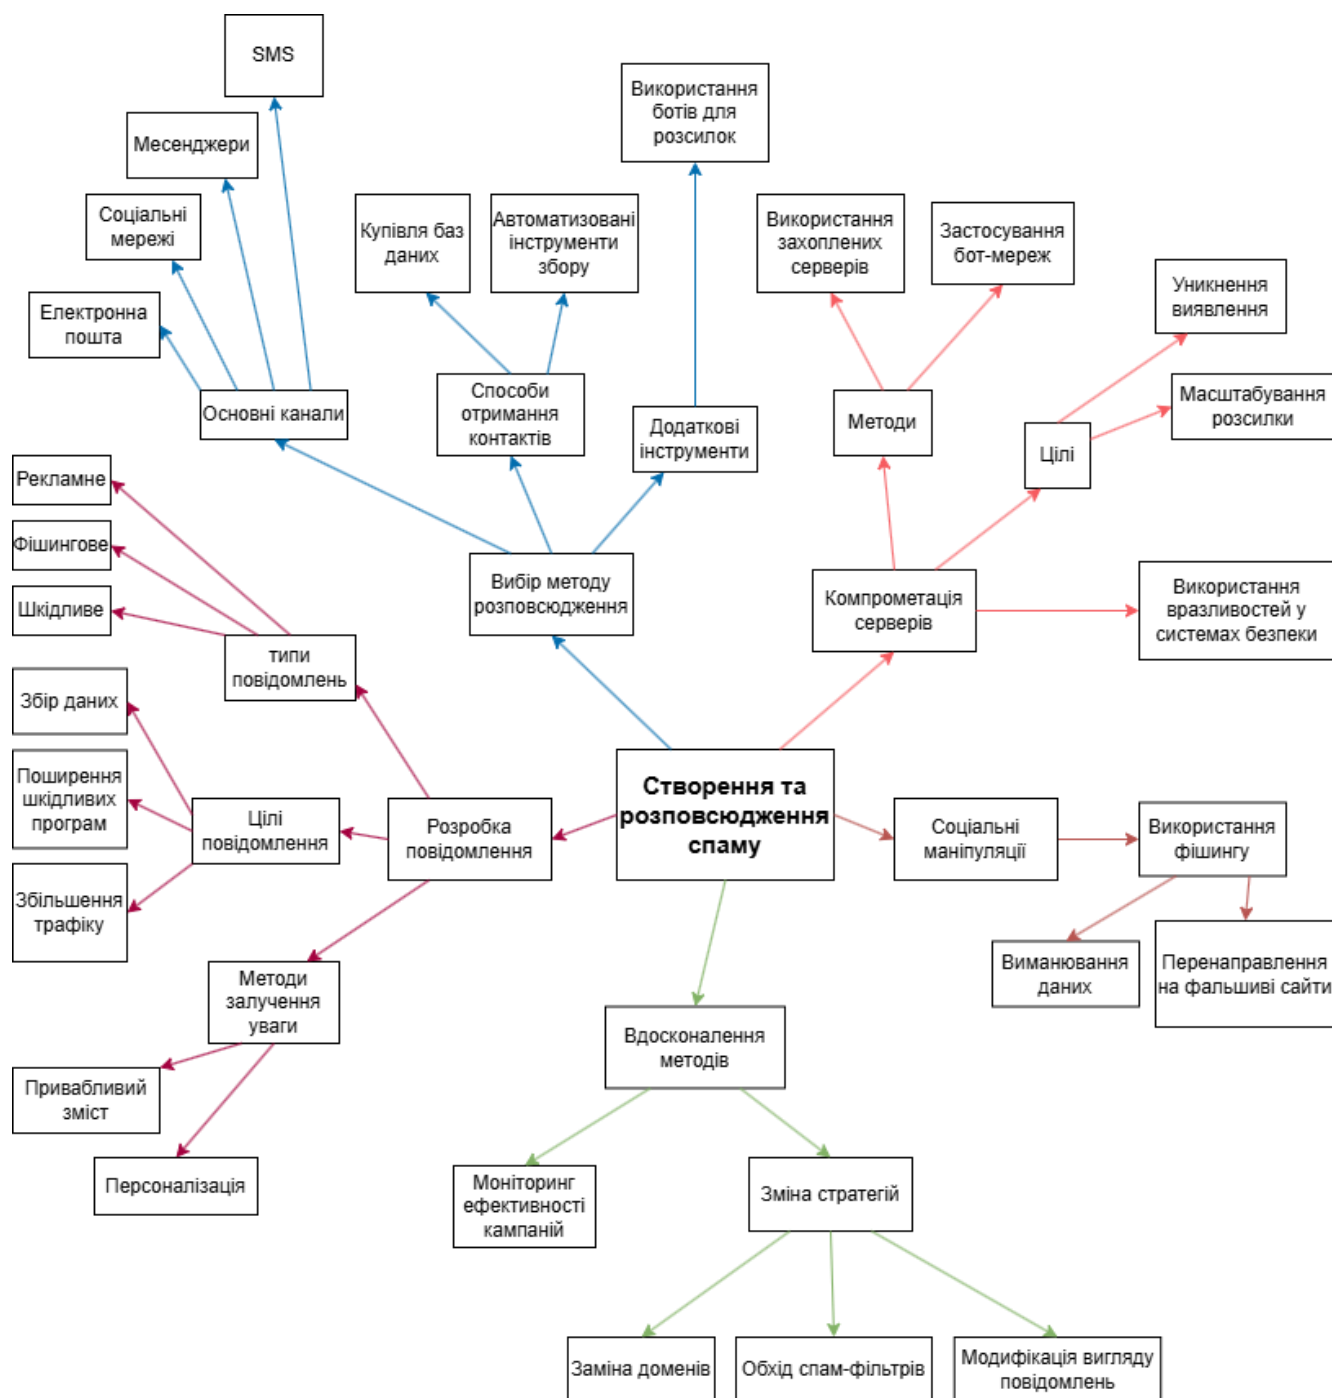 SMS
Месенджери
Соціальні
мережі
Електронна
пошта
Основні канали
Купівля баз
даних
Автоматизовані
інструменти
збору
Способи
отримання
контактів
Використання
ботів для
розсилок
Додаткові
інструменти
Вибір методу
розповсюдження
Використання
захоплених
серверів
Застосування
бот-мереж
Методи
Уникнення
виявлення
Масштабування
розсилки
Цілі
Використання
вразливостей у
системах безпеки
Компрометація
серверів
Рекламне
Фішингове
Шкідливе
типи
повідомлень
Збір даних
Поширення
шкідливих
програм
Збільшення
трафіку
Цілі
повідомлення
Розробка
повідомлення
Створення та
розповсюдження
спаму
Соціальні
маніпуляції
Використання
фішингу
Виманювання
даних
Перенаправлення
на фальшиві сайти
Методи
залучення
уваги
Привабливий
зміст
Персоналізація
Вдосконалення
методів
Моніторинг
ефективності
кампаній
Зміна стратегій
Заміна доменів
Обхід спам-фільтрів
Модифікація вигляду
повідомлень